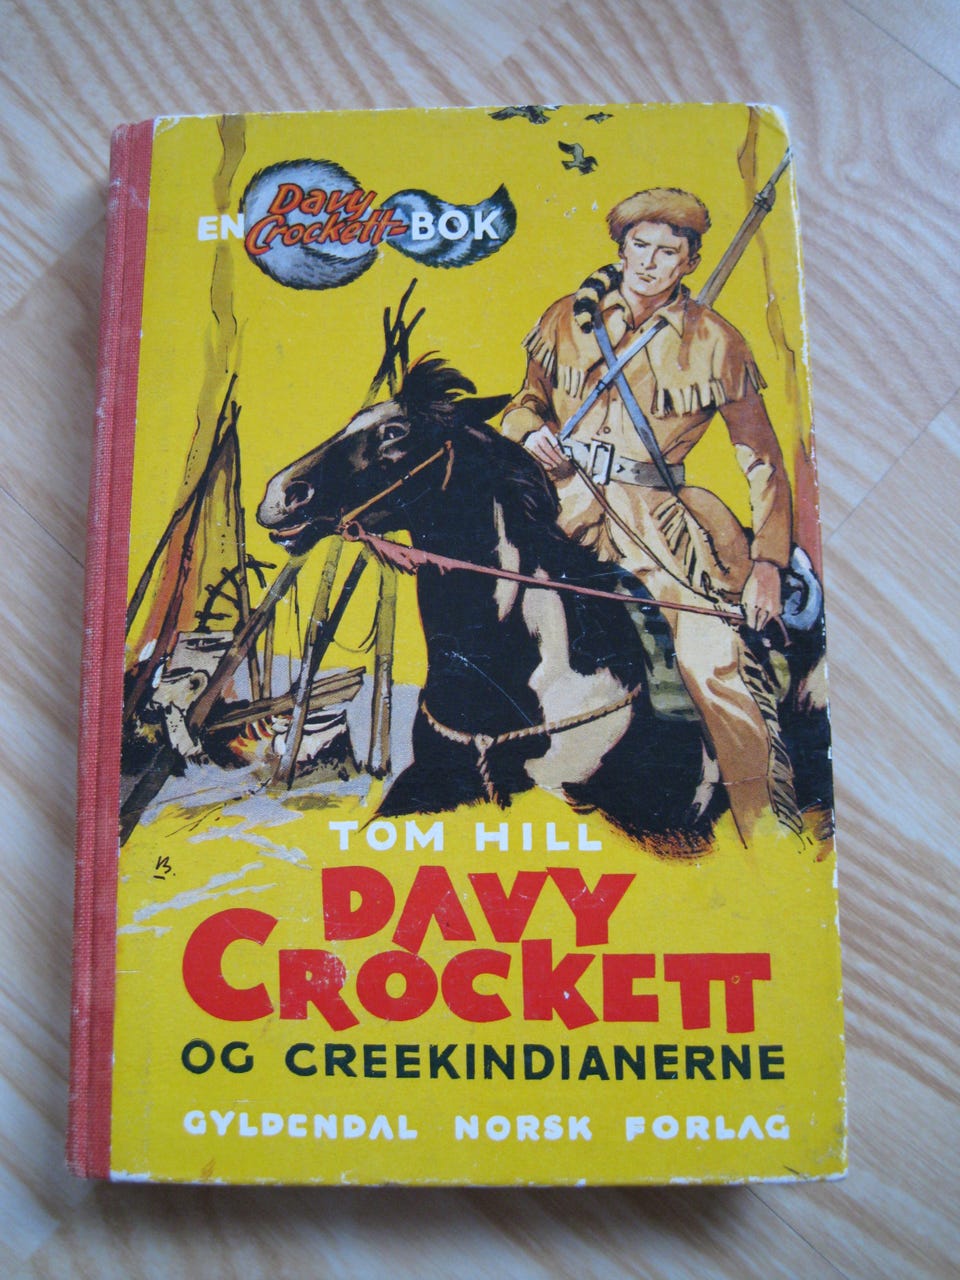 EN Davy Crockett-BOK
TOM HILL
DAVY
CROCKETT
OG CREEKINDIANERNE
GYLDENDAL NORSK FORLAG
B.